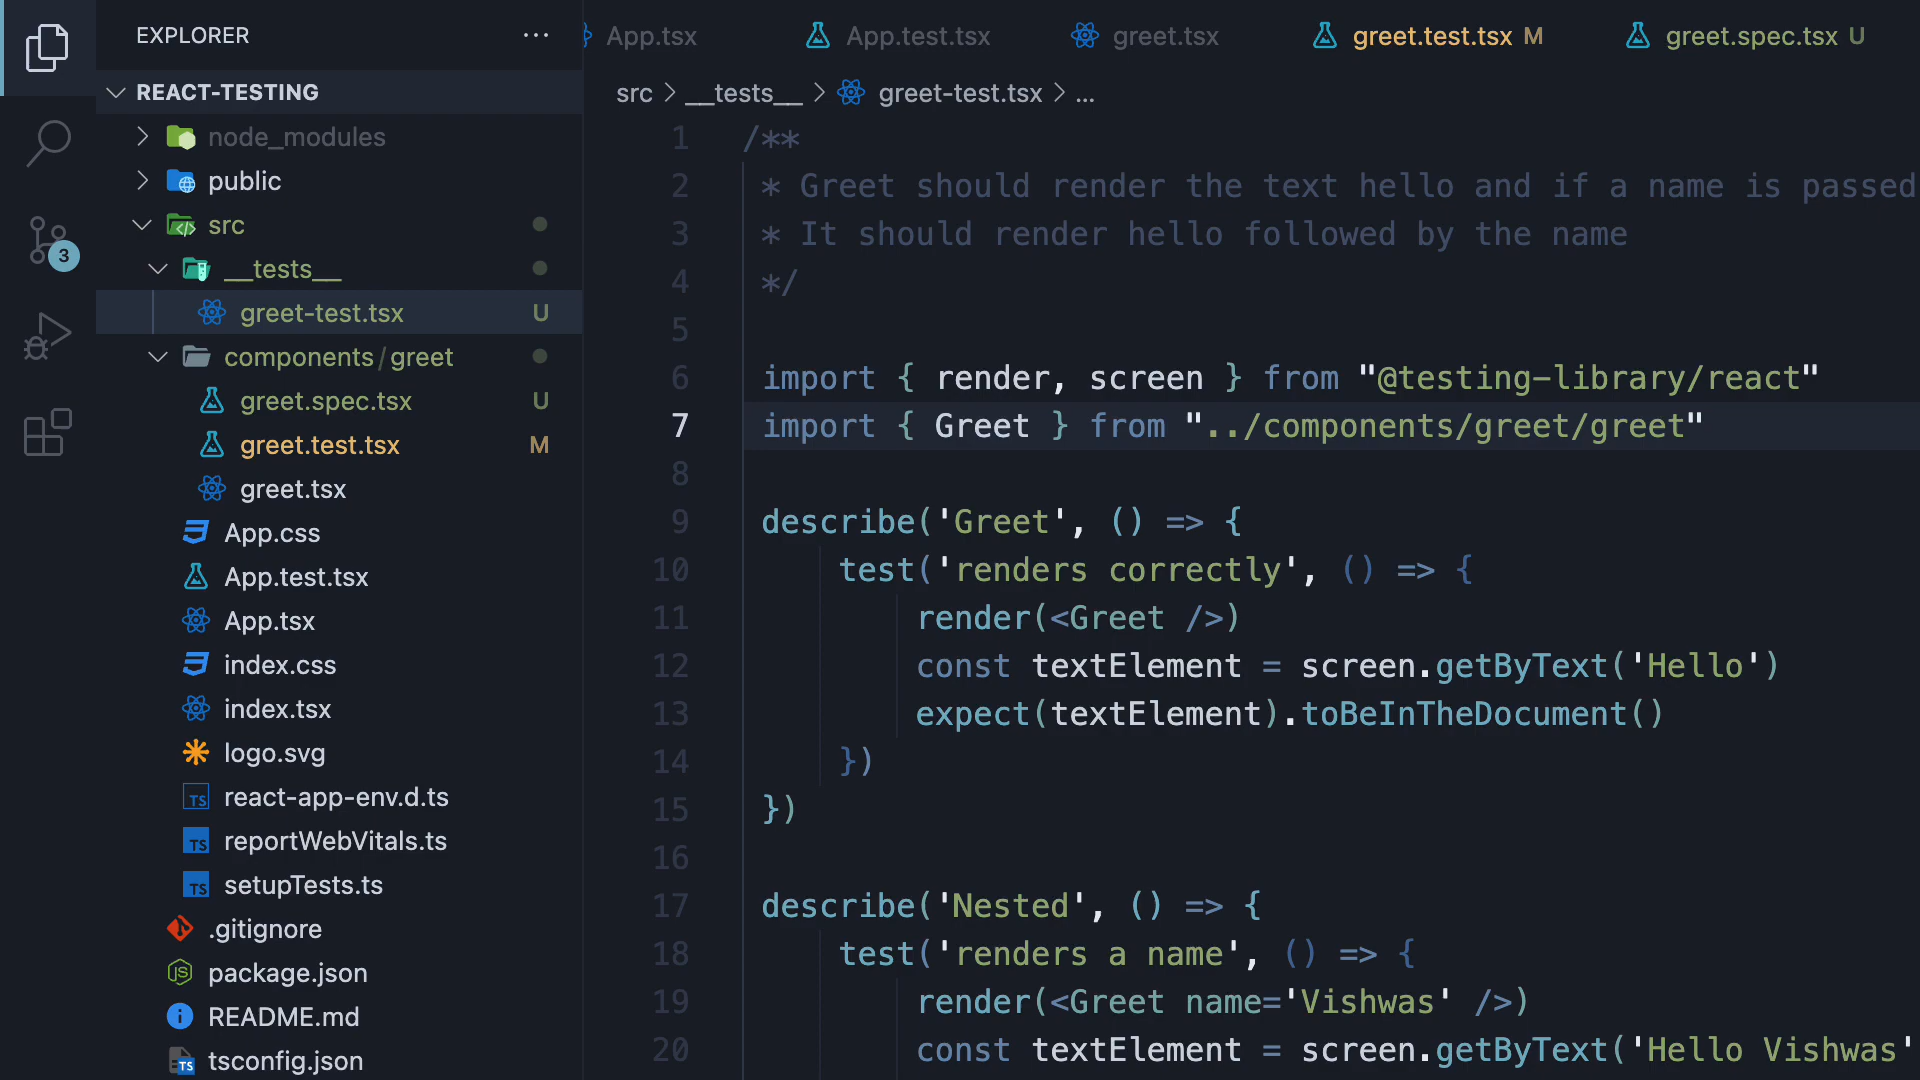 EXPLORER
REACT-TESTING
node_modules
public
src
__tests__
greet-test.tsx U
components/greet
greet.spec.tsx U
greet.test.tsx M
greet.tsx
App.css
App.test.tsx
App.tsx
index.css
index.tsx
logo.svg
TS react-app-env.d.ts
TS reportWebVitals.ts
TS setupTests.ts
.gitignore
JS package.json
README.md
TS tsconfig.json
3
App.tsx App.test.tsx greet.tsx greet.test.tsx M greet.spec.tsx U
src > __tests__ > greet-test.tsx > ...
1 /**
2 * Greet should render the text hello and if a name is passed
3 * It should render hello followed by the name
4 */
5
6 import { render, screen } from "@testing-library/react"
7 import { Greet } from "../components/greet/greet"
8
9 describe('Greet', () => {
10 test('renders correctly', () => {
11 render(<Greet />)
12 const textElement = screen.getByText('Hello')
13 expect(textElement).toBeInTheDocument()
14 })
15 })
16
17 describe('Nested', () => {
18 test('renders a name', () => {
19 render(<Greet name='Vishwas' />)
20 const textElement = screen.getByText('Hello Vishwas'